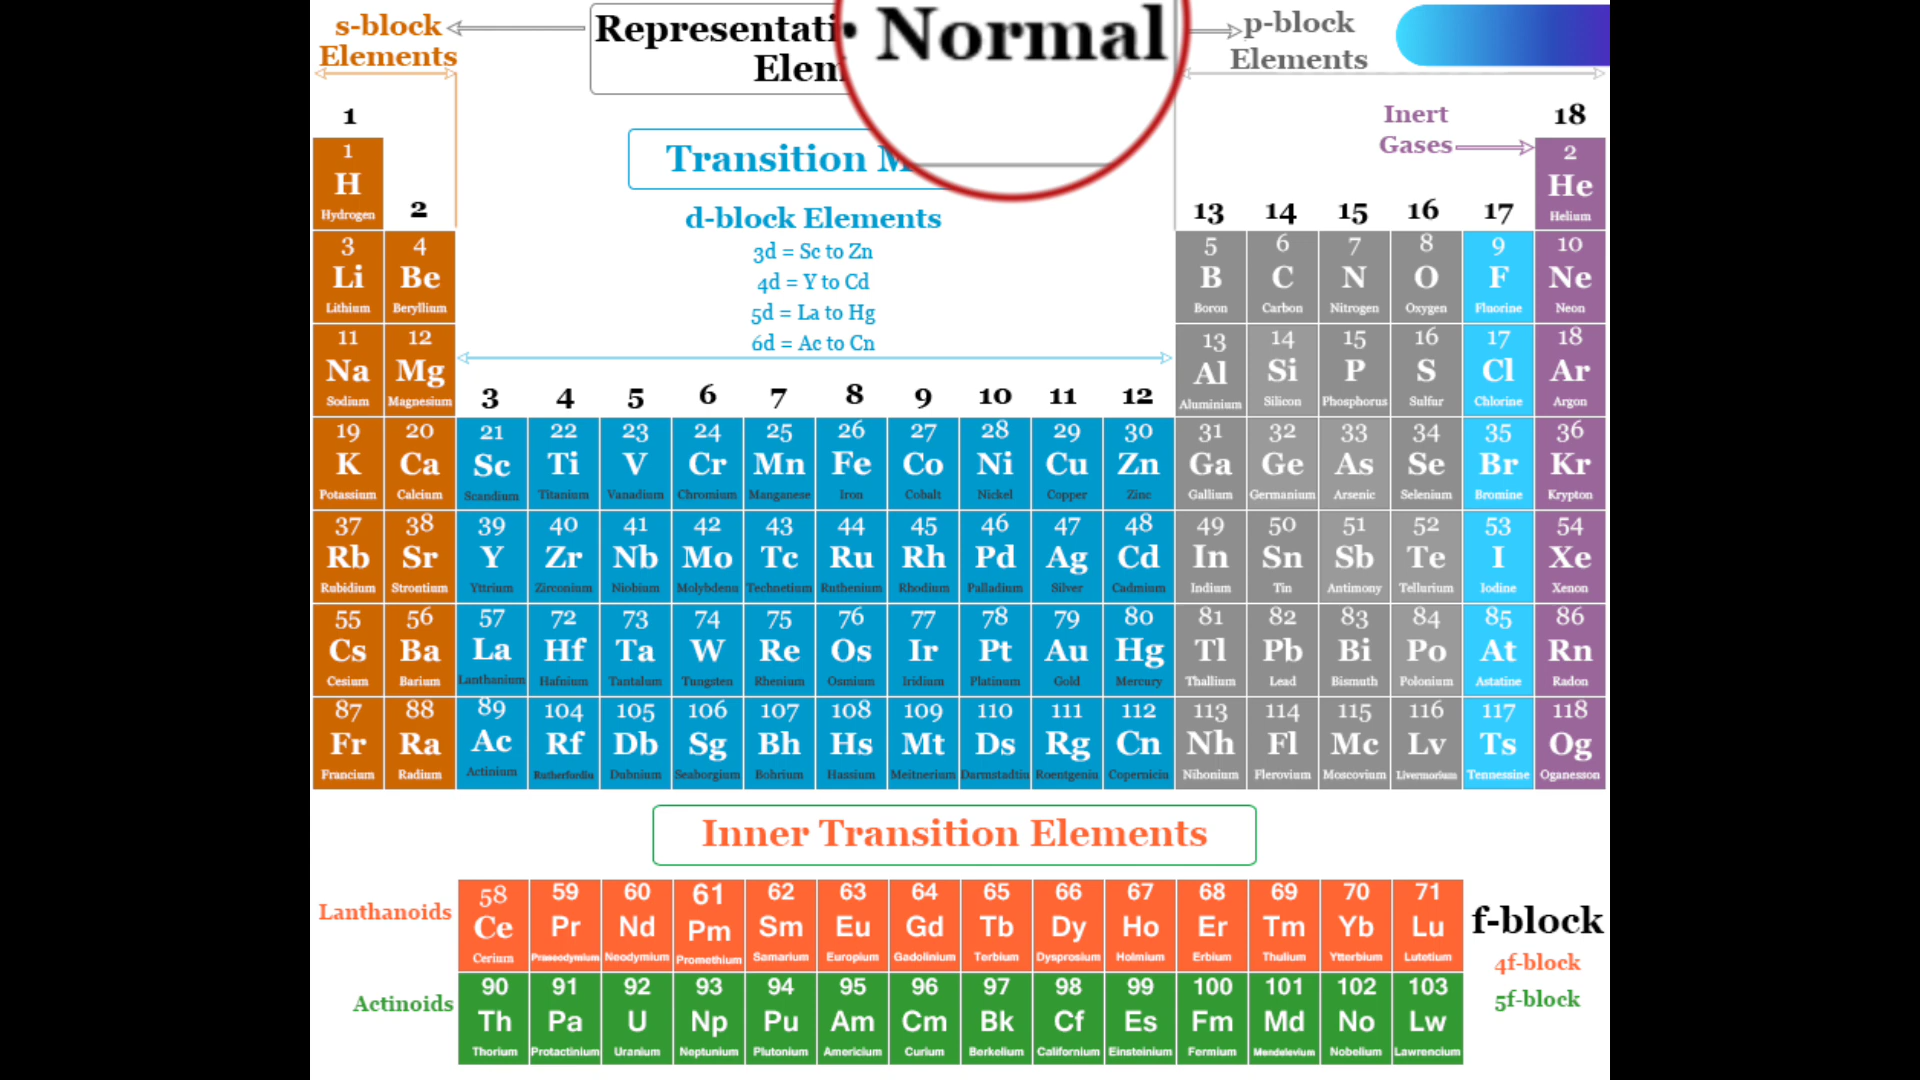 s-block
Elements
Representati
Elem
• Normal
p-block
Elements
Inert
Gases
Transition M
d-block Elements
3d = Sc to Zn
4d = Y to Cd
5d = La to Hg
6d = Ac to Cn
1 18
2 13 14 15 16 17
3 4 5 6 7 8 9 10 11 12
1 2
H He
Hydrogen Helium
3 4 5 6 7 8 9 10
Li Be B C N O F Ne
Lithium Beryllium Boron Carbon Nitrogen Oxygen Fluorine Neon
11 12 13 14 15 16 17 18
Na Mg Al Si P S Cl Ar
Sodium Magnesium Aluminium Silicon Phosphorus Sulfur Chlorine Argon
19 20 21 22 23 24 25 26 27 28 29 30 31 32 33 34 35 36
K Ca Sc Ti V Cr Mn Fe Co Ni Cu Zn Ga Ge As Se Br Kr
Potassium Calcium Scandium Titanium Vanadium Chromium Manganese Iron Cobalt Nickel Copper Zinc Gallium Germanium Arsenic Selenium Bromine Krypton
37 38 39 40 41 42 43 44 45 46 47 48 49 50 51 52 53 54
Rb Sr Y Zr Nb Mo Tc Ru Rh Pd Ag Cd In Sn Sb Te I Xe
Rubidium Strontium Yttrium Zirconium Niobium Molybdenu Technetium Ruthenium Rhodium Palladium Silver Cadmium Indium Tin Antimony Tellurium Iodine Xenon
55 56 57 72 73 74 75 76 77 78 79 80 81 82 83 84 85 86
Cs Ba La Hf Ta W Re Os Ir Pt Au Hg Tl Pb Bi Po At Rn
Cesium Barium Lanthanium Hafnium Tantalum Tungsten Rhenium Osmium Iridium Platinum Gold Mercury Thallium Lead Bismuth Polonium Astatine Radon
87 88 89 104 105 106 107 108 109 110 111 112 113 114 115 116 117 118
Fr Ra Ac Rf Db Sg Bh Hs Mt Ds Rg Cn Nh Fl Mc Lv Ts Og
Francium Radium Actinium Rutherfordiu Dubnium Seaborgium Bohrium Hassium Meitnerium Darmstadtiu Roentgeniu Coperniciu Nihonium Flerovium Moscovium Livermorium Tennessine Oganesson
Inner Transition Elements
Lanthanoids
58 59 60 61 62 63 64 65 66 67 68 69 70 71
Ce Pr Nd Pm Sm Eu Gd Tb Dy Ho Er Tm Yb Lu
Cerium Praseodymium Neodymium Promethium Samarium Europium Gadolinium Terbium Dysprosium Holmium Erbium Thulium Ytterbium Lutetium
Actinoids
90 91 92 93 94 95 96 97 98 99 100 101 102 103
Th Pa U Np Pu Am Cm Bk Cf Es Fm Md No Lw
Thorium Protactinium Uranium Neptunium Plutonium Americium Curium Berkelium Californium Einsteinium Fermium Mendelevium Nobelium Lawrencium
f-block
4f-block
5f-block